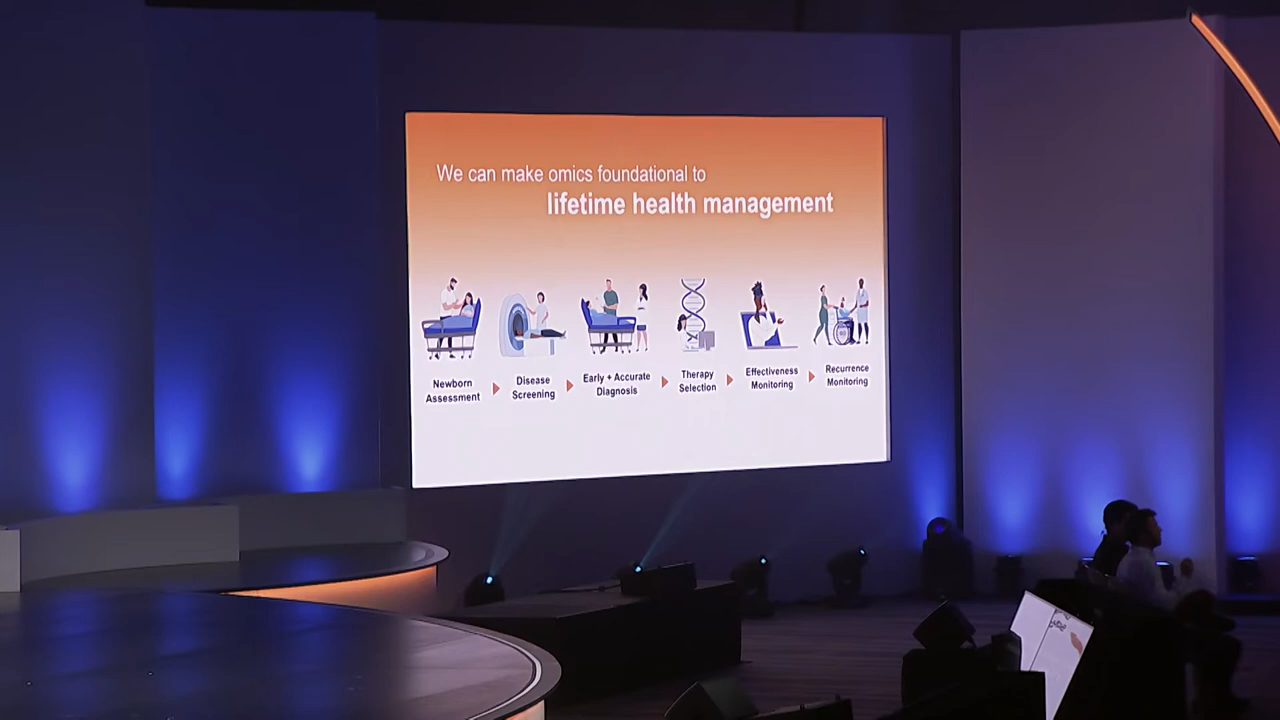 We can make omics foundational to
lifetime health management
Newborn
Assessment
Disease
Screening
Early + Accurate
Diagnosis
Therapy
Selection
Effectiveness
Monitoring
Recurrence
Monitoring